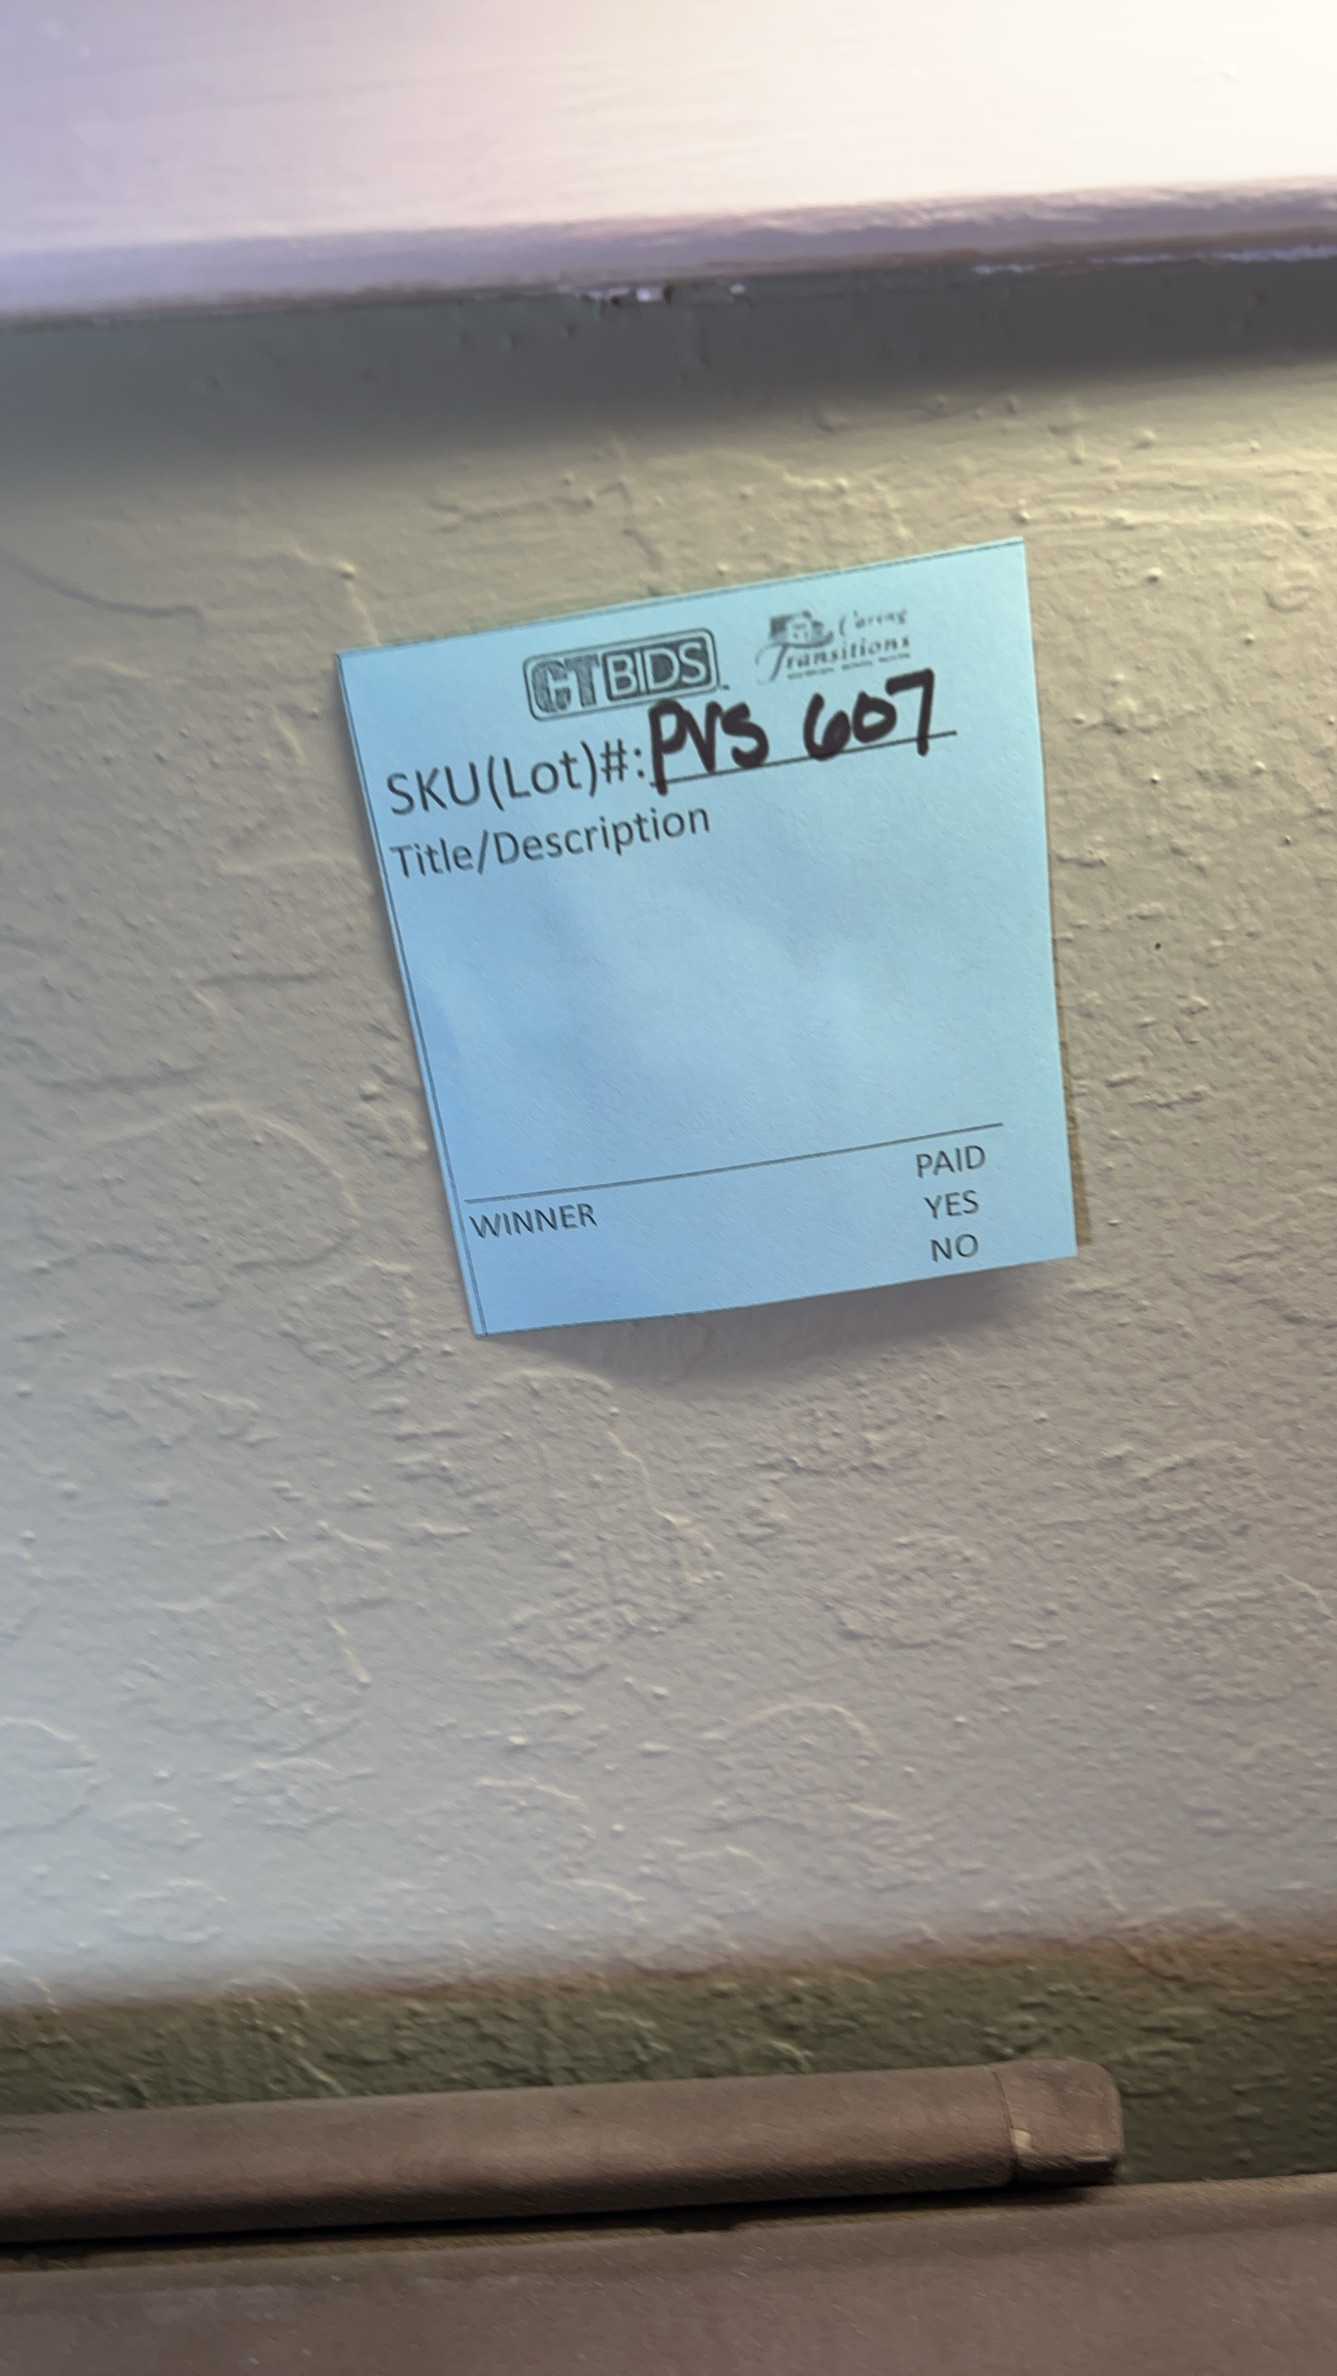 CTBIDS
Caring
Transitions
SKU(Lot)#: PVS 607
Title/Description
PAID
WINNER YES
NO